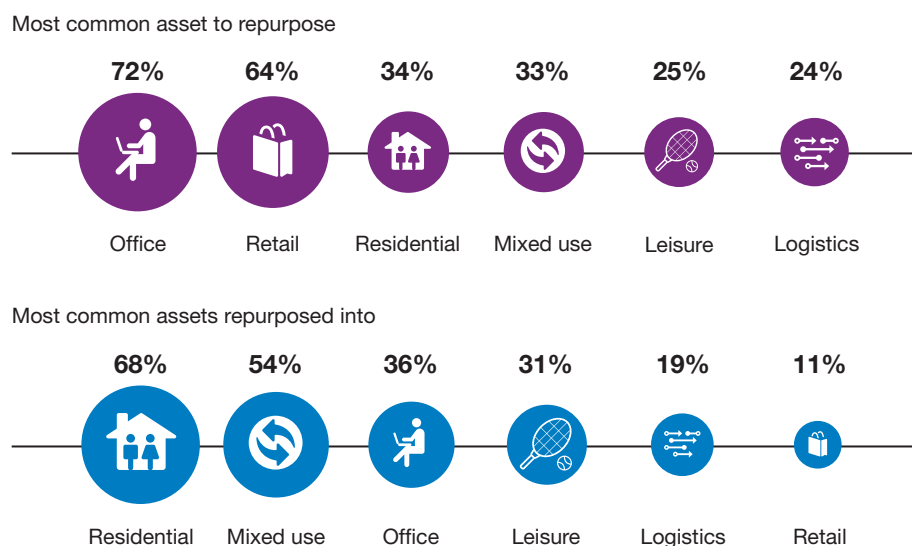 Most common asset to repurpose
72% 64% 34% 33% 25% 24%
Office Retail Residential Mixed use Leisure Logistics
Most common assets repurposed into
68% 54% 36% 31% 19% 11%
Residential Mixed use Office Leisure Logistics Retail